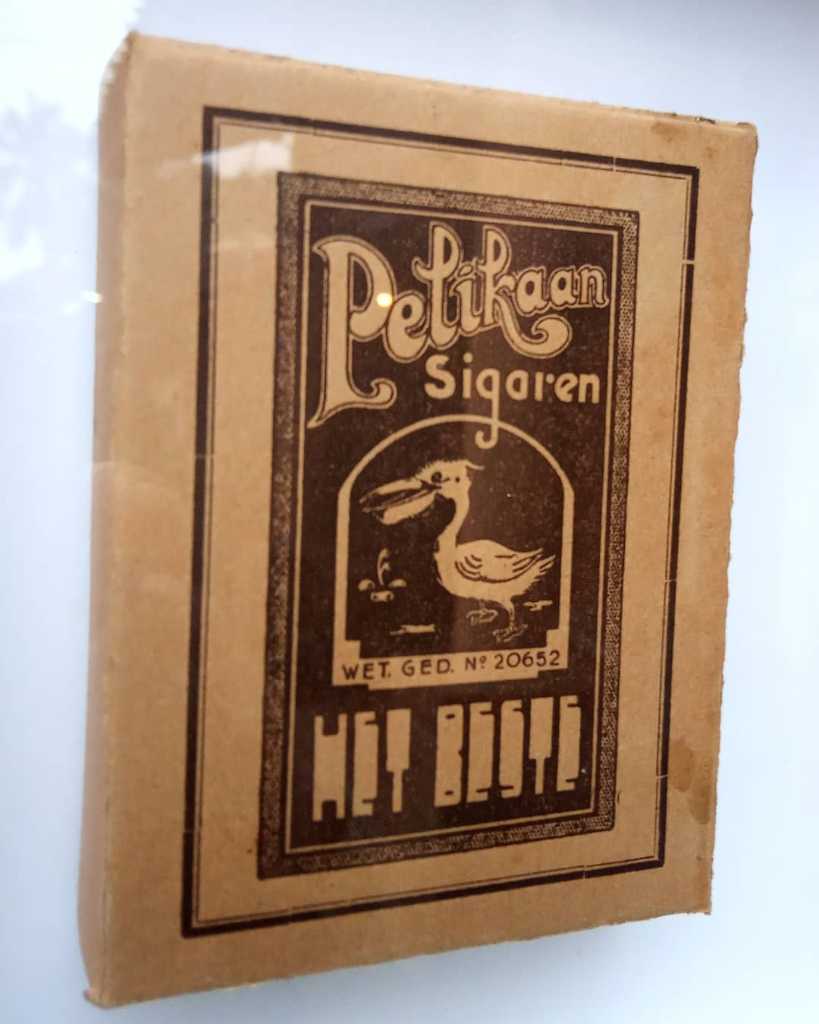 Pelikaan
Sigaren
WET. GED. Nº 20652
HET BESTE